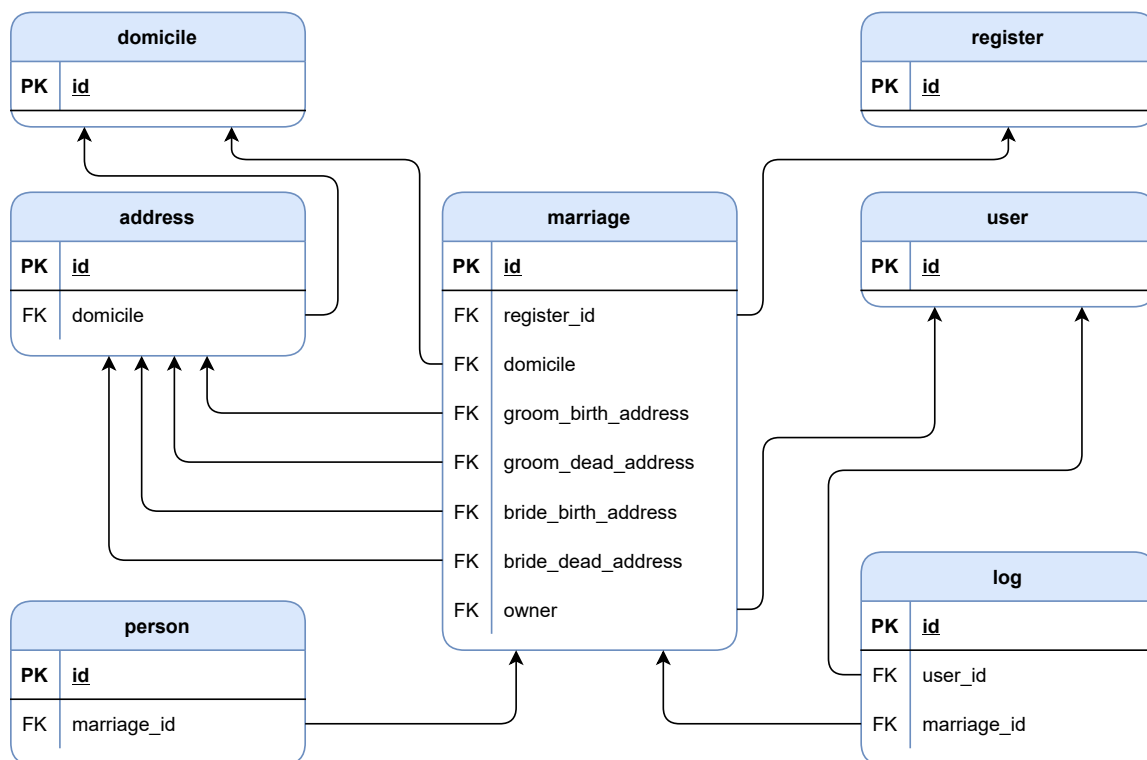 domicile
PK id
register
PK id
address
PK id
FK domicile
marriage
PK id
FK register_id
FK domicile
FK groom_birth_address
FK groom_dead_address
FK bride_birth_address
FK bride_dead_address
FK owner
user
PK id
person
PK id
FK marriage_id
log
PK id
FK user_id
FK marriage_id